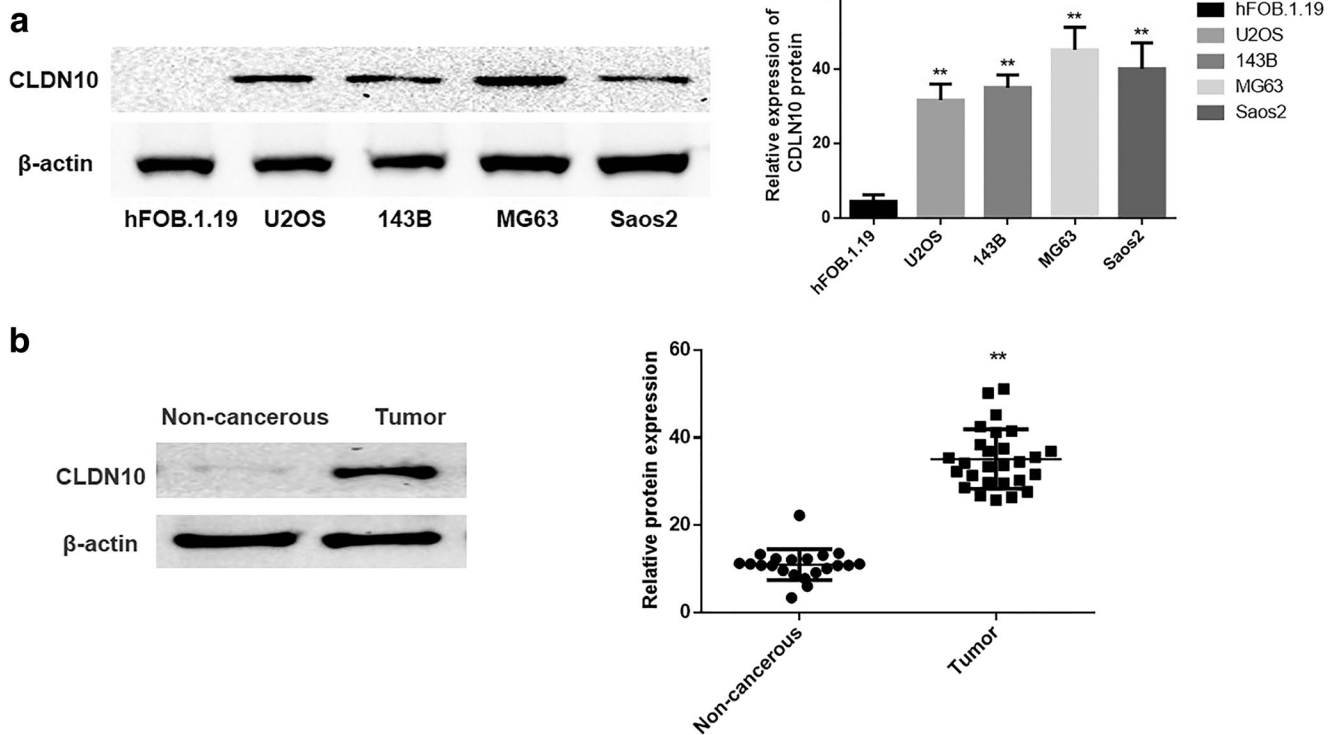 a
CLDN10
β-actin
hFOB.1.19 U2OS 143B MG63 Saos2
Relative expression of
CDLN10 protein
40
20
0
** ** ** **
hFOB.1.19 U2OS 143B MG63 Saos2
hFOB.1.19
U2OS
143B
MG63
Saos2
b
Non-cancerous Tumor
CLDN10
β-actin
Relative protein expression
60
40
20
0
**
Non-cancerous Tumor